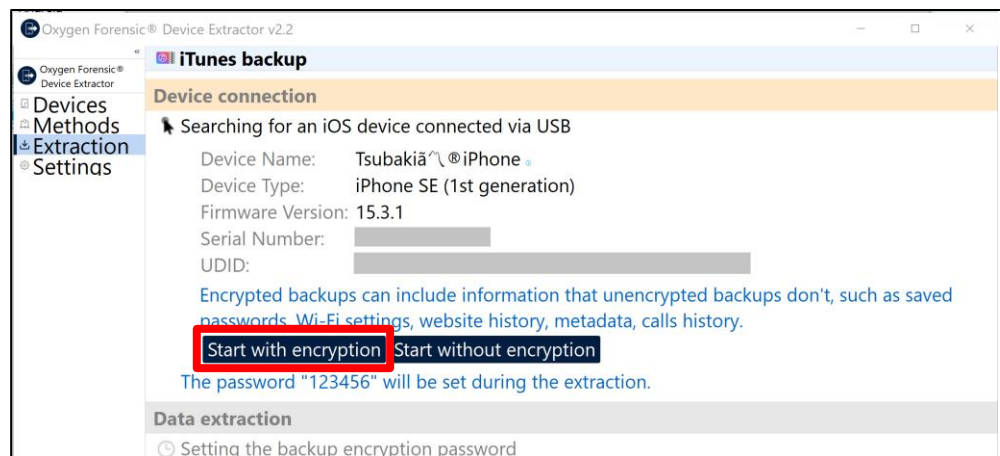 Oxygen Forensic® Device Extractor v2.2
«
Oxygen Forensic®
Device Extractor
Devices
Methods
Extraction
Settings
iTunes backup
Device connection
Searching for an iOS device connected via USB
Device Name: Tsubakiã®iPhone
Device Type: iPhone SE (1st generation)
Firmware Version: 15.3.1
Serial Number:
UDID:
Encrypted backups can include information that unencrypted backups don't, such as saved
passwords, Wi-Fi settings, website history, metadata, calls history.
Start with encryption Start without encryption
The password "123456" will be set during the extraction.
Data extraction
Setting the backup encryption password